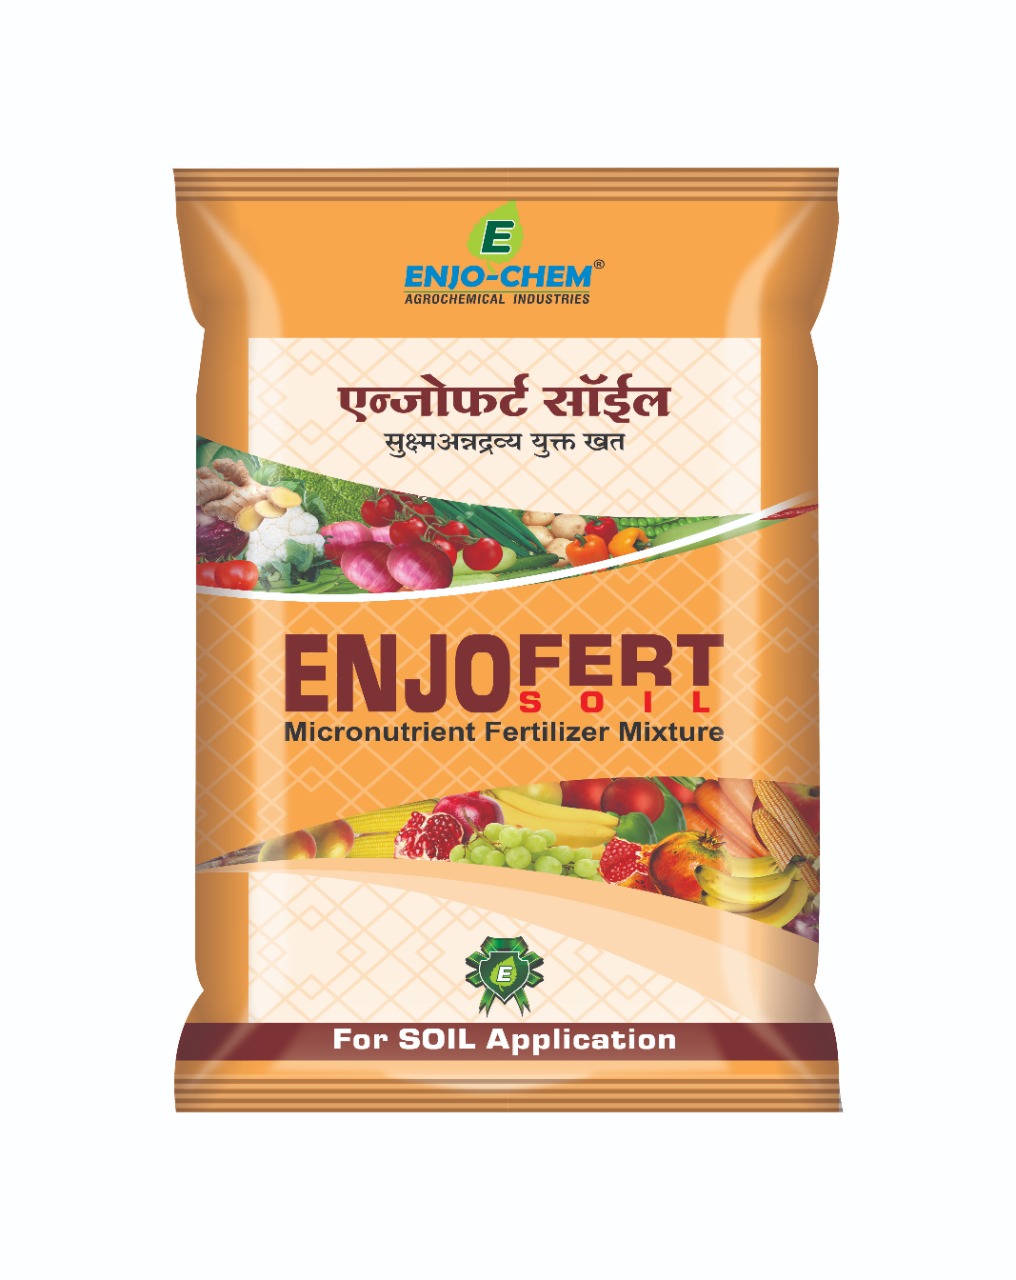 E
ENJO-CHEM®
AGROCHEMICAL INDUSTRIES
एन्जोफर्ट सॉईल
सुक्ष्मअन्नद्रव्य युक्त खत
ENJOFERT
SOIL
Micronutrient Fertilizer Mixture
E
For SOIL Application